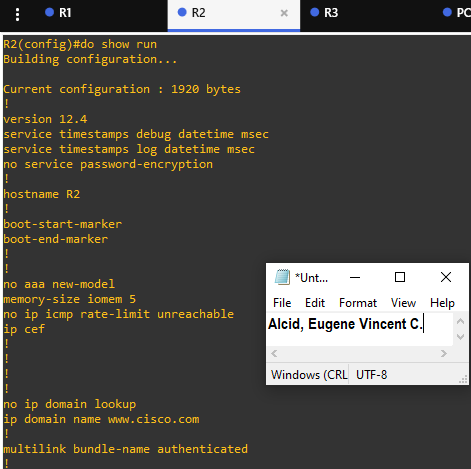 R1
R2
R3
PC
R2(config)#do show run
Building configuration...
Current configuration : 1920 bytes
!
version 12.4
service timestamps debug datetime msec
service timestamps log datetime msec
no service password-encryption
!
hostname R2
!
boot-start-marker
boot-end-marker
!
!
no aaa new-model
memory-size iomem 5
no ip icmp rate-limit unreachable
ip cef
!
!
!
!
no ip domain lookup
ip domain name www.cisco.com
!
multilink bundle-name authenticated
!
*Unt...
File Edit Format View Help
Alcid, Eugene Vincent C.
Windows (CRL UTF-8